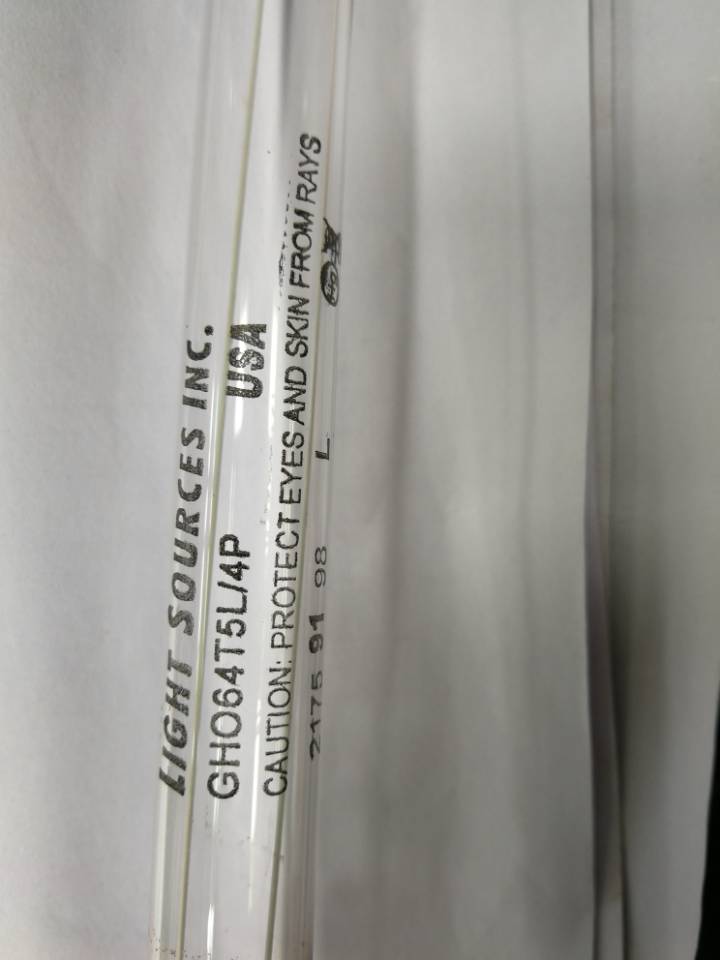 LIGHT SOURCES INC.
GHO64T5L/4P USA
CAUTION: PROTECT EYES AND SKIN FROM RAYS
2175 91 98 L